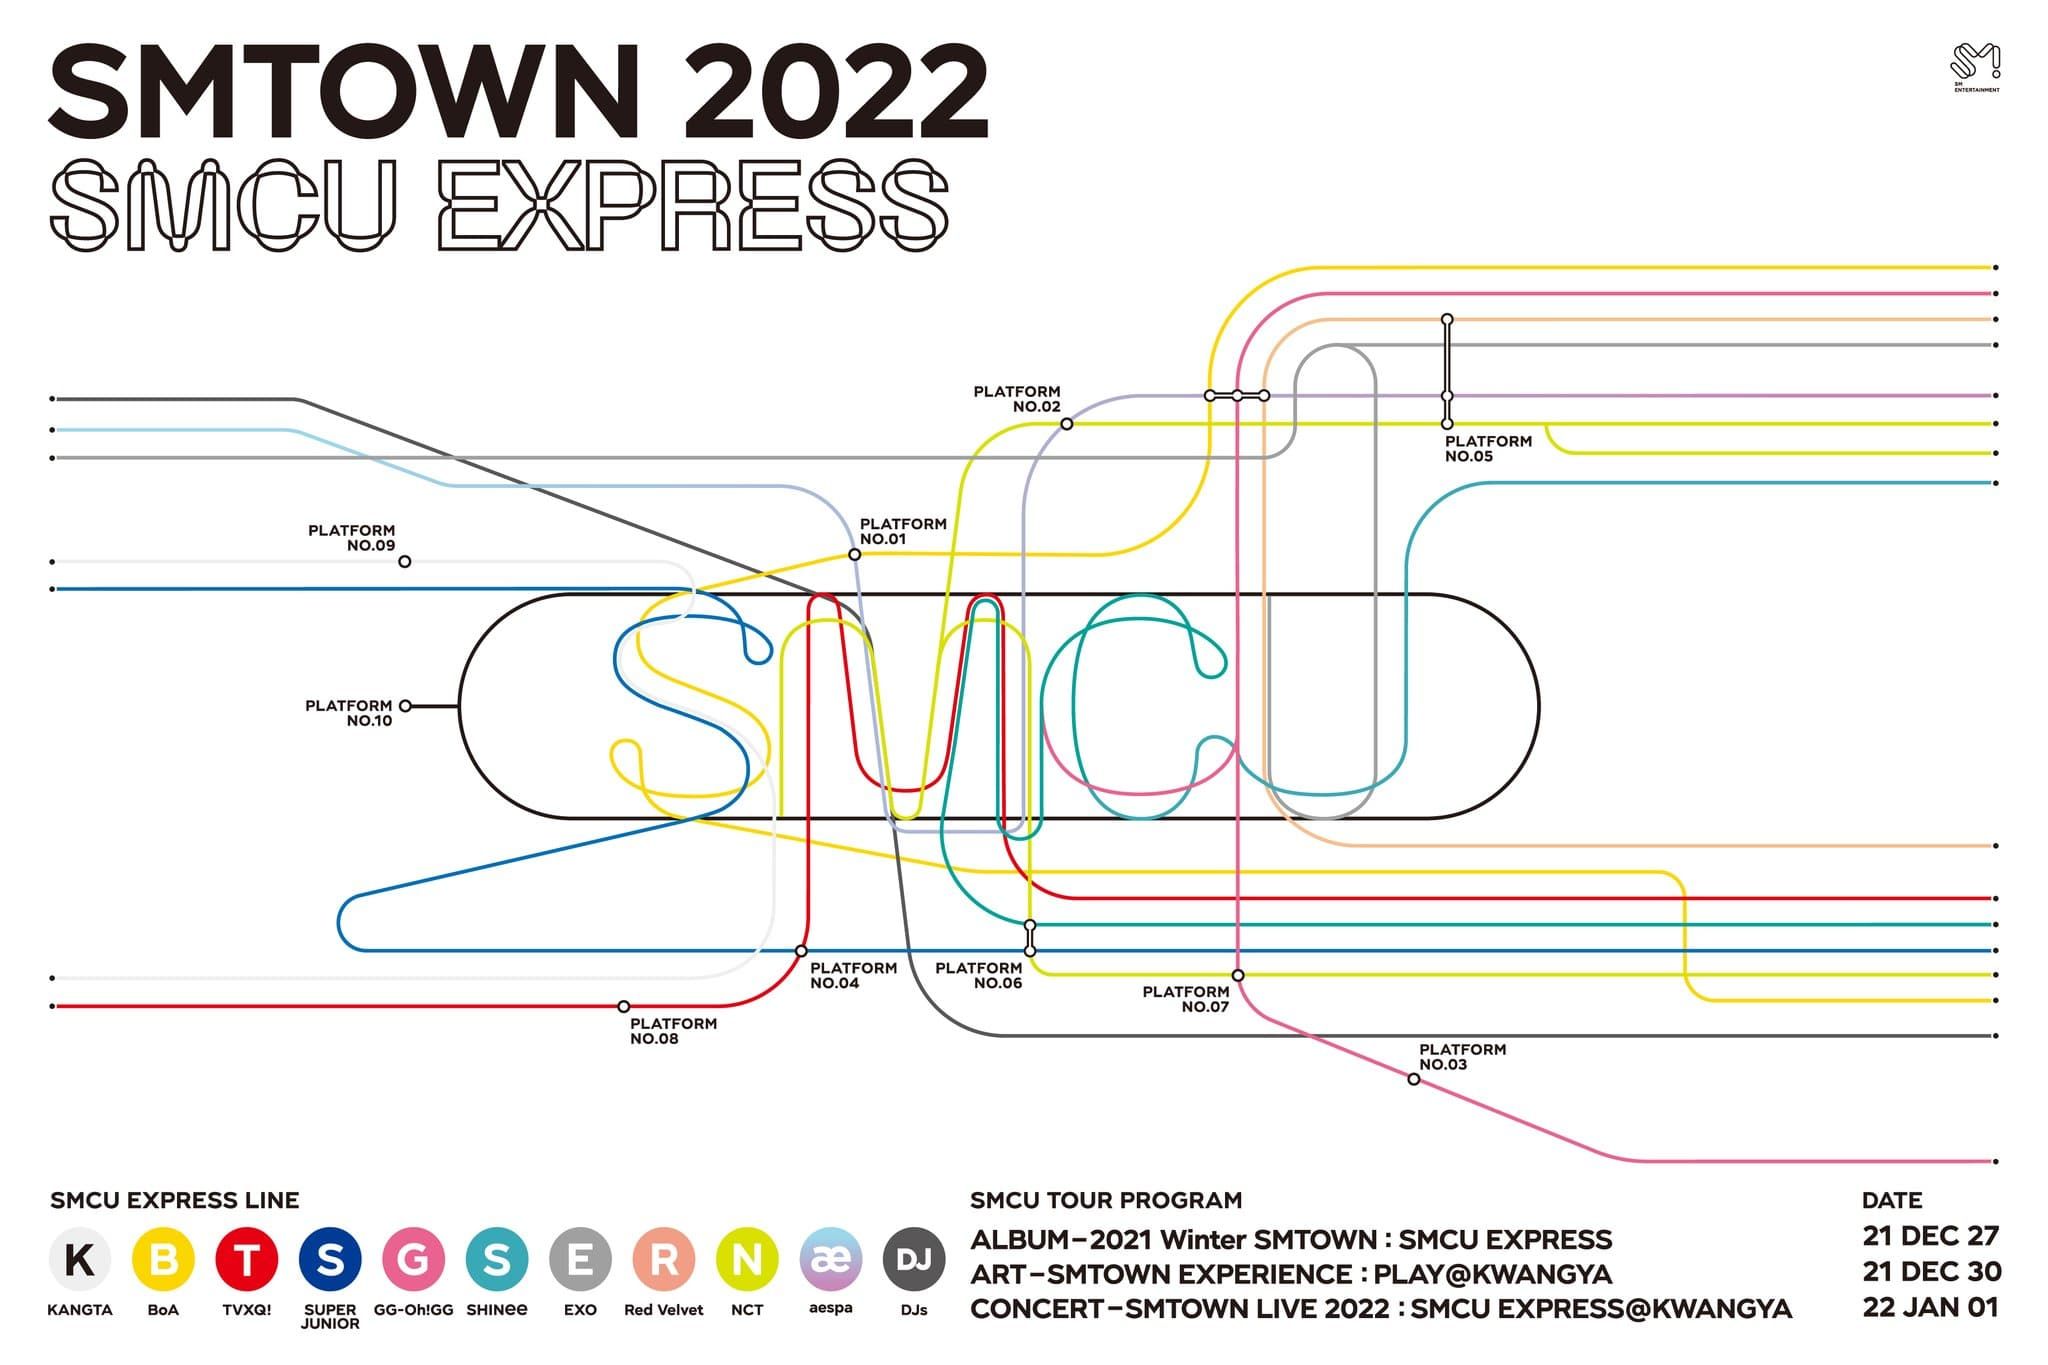 SMTOWN 2022
SMCU EXPRESS
SM
ENTERTAINMENT
PLATFORM
NO.02
PLATFORM
NO.05
PLATFORM
NO.01
PLATFORM
NO.09
PLATFORM
NO.10
PLATFORM
NO.04
PLATFORM
NO.06
PLATFORM
NO.07
PLATFORM
NO.08
PLATFORM
NO.03
SMCU
SMCU EXPRESS LINE
K B T S G S E R N æ DJ
KANGTA BoA TVXQ! SUPER JUNIOR GG-Oh!GG SHINee EXO Red Velvet NCT aespa DJs
SMCU TOUR PROGRAM DATE
ALBUM–2021 Winter SMTOWN : SMCU EXPRESS 21 DEC 27
ART–SMTOWN EXPERIENCE : PLAY@KWANGYA 21 DEC 30
CONCERT–SMTOWN LIVE 2022 : SMCU EXPRESS@KWANGYA 22 JAN 01